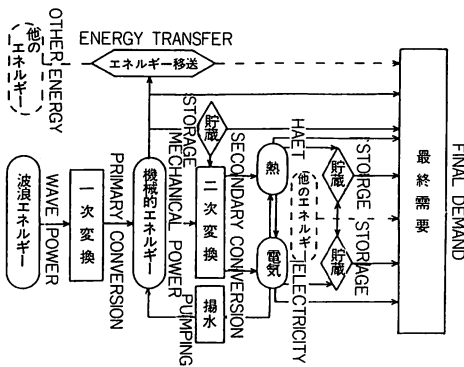 他のエネルギー
OTHER ENERGY
エネルギー移送
ENERGY TRANSFER
波浪エネルギー
WAVE POWER
一次変換
PRIMARY CONVERSION
機械的エネルギー
MECHANICAL POWER
貯蔵
STORAGE
二次変換
SECONDARY CONVERSION
揚水
PUMPING
熱
HAET
他のエネルギー
電気
ELECTRICITY
貯蔵
STORGE
貯蔵
STORAGE
最終需要
FINAL DEMAND